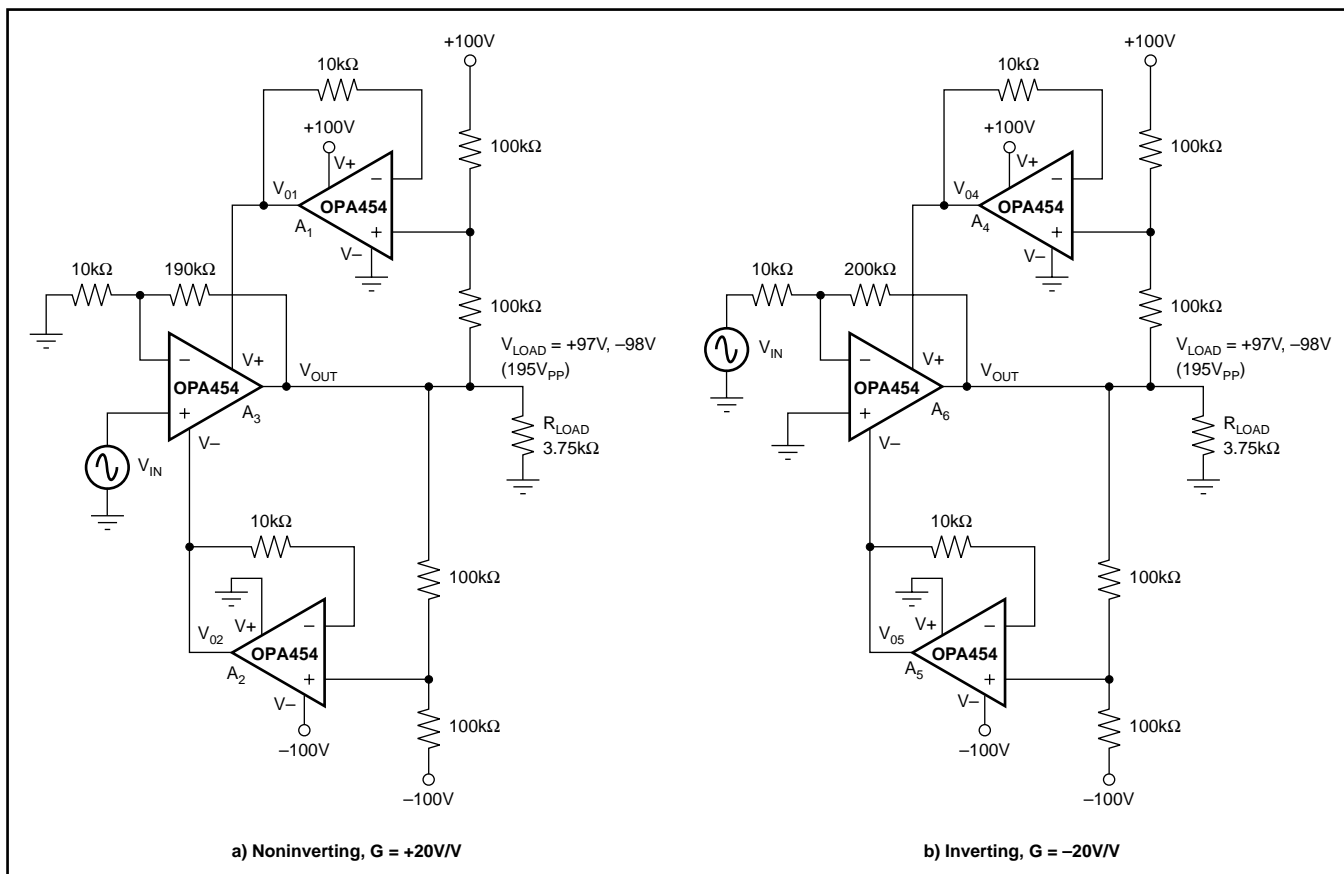 +100V
10kΩ
+100V
V+
100kΩ
–
V01
OPA454
A1
+
V–
10kΩ
190kΩ
100kΩ
–
V+
VLOAD = +97V, –98V
(195VPP)
VOUT
OPA454
+
A3
V–
RLOAD
3.75kΩ
VIN
10kΩ
100kΩ
V+
–
V02
OPA454
A2
+
V–
100kΩ
–100V
–100V
a) Noninverting, G = +20V/V
+100V
10kΩ
+100V
V+
100kΩ
–
V04
OPA454
A4
+
V–
10kΩ
200kΩ
100kΩ
–
V+
VLOAD = +97V, –98V
(195VPP)
VIN
VOUT
OPA454
+
A6
V–
RLOAD
3.75kΩ
10kΩ
100kΩ
V+
–
V05
OPA454
A5
+
V–
100kΩ
–100V
–100V
b) Inverting, G = –20V/V